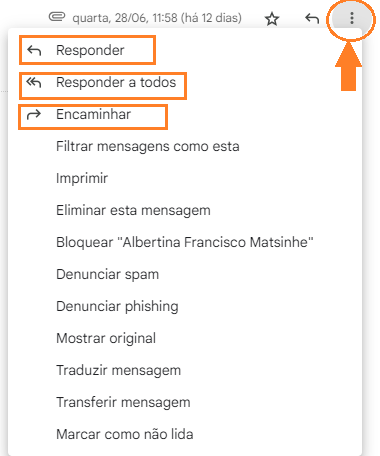 quarta, 28/06, 11:58 (há 12 dias)
Responder
Responder a todos
Encaminhar
Filtrar mensagens como esta
Imprimir
Eliminar esta mensagem
Bloquear "Albertina Francisco Matsinhe"
Denunciar spam
Denunciar phishing
Mostrar original
Traduzir mensagem
Transferir mensagem
Marcar como não lida